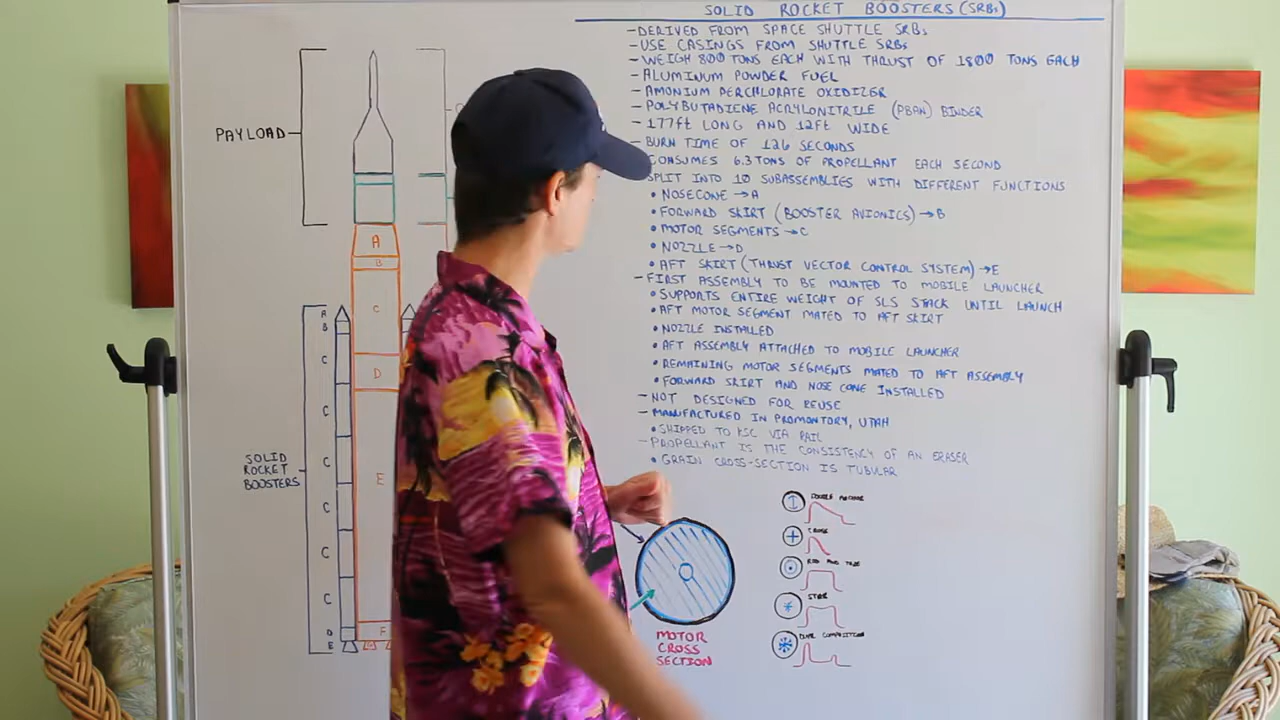 SOLID ROCKET BOOSTERS (SRBs)
-DERIVED FROM SPACE SHUTTLE SRBs
-USE CASINGS FROM SHUTTLE SRBs
-WEIGH 800 TONS EACH WITH THRUST OF 1800 TONS EACH
-ALUMINUM POWDER FUEL
-AMONIUM PERCHLORATE OXIDIZER
-POLYBUTADIENE ACRYLONITRILE (PBAN) BINDER
-177ft LONG AND 12ft WIDE
-BURN TIME OF 126 SECONDS
CONSUMES 6.3 TONS OF PROPELLANT EACH SECOND
SPLIT INTO 10 SUBASSEMBLIES WITH DIFFERENT FUNCTIONS
• NOSECONE → A
• FORWARD SKIRT (BOOSTER AVIONICS) → B
• MOTOR SEGMENTS → C
• NOZZLE → D
• AFT SKIRT (THRUST VECTOR CONTROL SYSTEM) → E
-FIRST ASSEMBLY TO BE MOUNTED TO MOBILE LAUNCHER
• SUPPORTS ENTIRE WEIGHT OF SLS STACK UNTIL LAUNCH
• AFT MOTOR SEGMENT MATED TO AFT SKIRT
• NOZZLE INSTALLED
• AFT ASSEMBLY ATTACHED TO MOBILE LAUNCHER
• REMAINING MOTOR SEGMENTS MATED TO AFT ASSEMBLY
• FORWARD SKIRT AND NOSE CONE INSTALLED
-NOT DESIGNED FOR REUSE
-MANUFACTURED IN PROMONTORY, UTAH
• SHIPPED TO KSC VIA RAIL
-PROPELLANT IS THE CONSISTENCY OF AN ERASER
• GRAIN CROSS-SECTION IS TUBULAR
PAYLOAD
A
B
C
D
E
F
SOLID
ROCKET
BOOSTERS
A
B
C
C
C
C
C
C
D
E
MOTOR
CROSS
SECTION
DOUBLE ANCHOR
CROSS
ROD AND TUBE
STAR
DUAL COMPOSITION